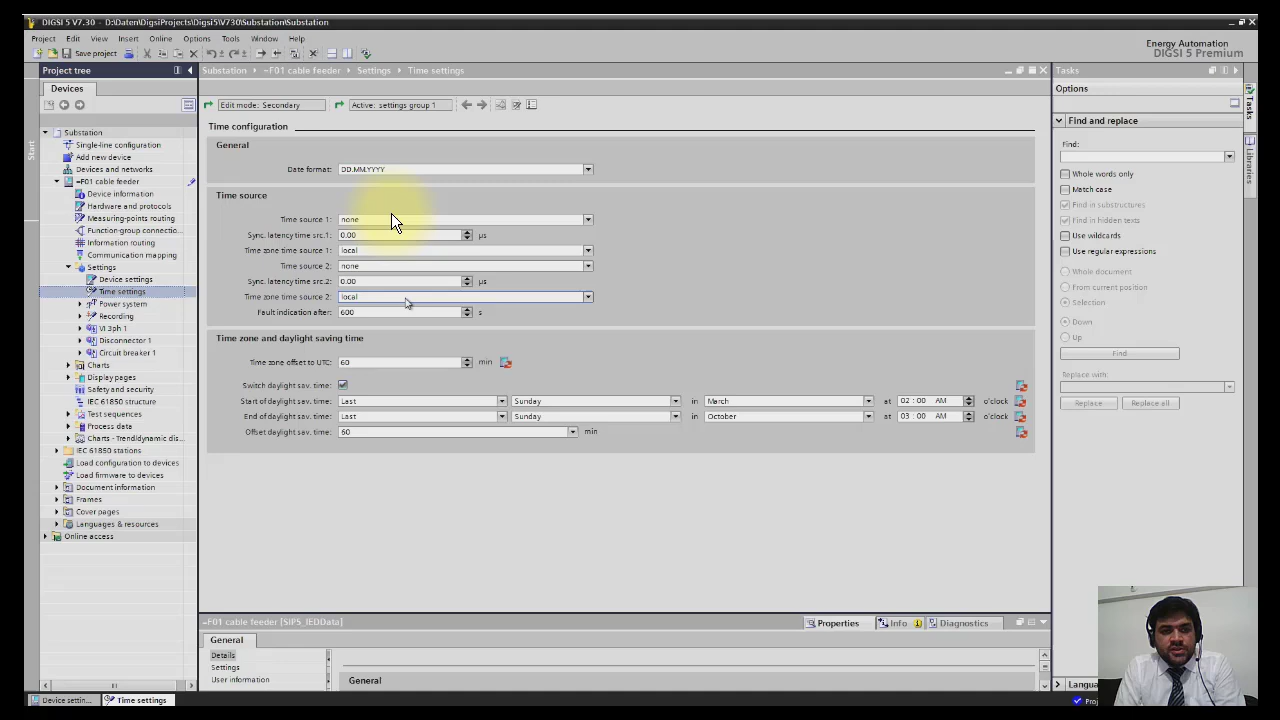 DIGSI 5 V7.30 - D:\Daten\DigsiProjects\Digsi5\V730\Substation\Substation
Project Edit View Insert Online Options Tools Window Help
Save project
Energy Automation
DIGSI 5 Premium
Project tree
Devices
Start
Substation
Single-line configuration
Add new device
Devices and networks
=F01 cable feeder
Device information
Hardware and protocols
Measuring-points routing
Function-group connectio...
Information routing
Communication mapping
Settings
Device settings
Time settings
Power system
Recording
VI 3ph 1
Disconnector 1
Circuit breaker 1
Charts
Display pages
Safety and security
IEC 61850 structure
Test sequences
Process data
Charts - Trend/dynamic dis...
IEC 61850 stations
Load configuration to devices
Load firmware to devices
Document information
Frames
Cover pages
Languages & resources
Online access
Substation =F01 cable feeder Settings Time settings
Edit mode: Secondary Active: settings group 1
Time configuration
General
Date format: DD.MM.YYYY
Time source
Time source 1: none
Sync. latency time src.1: 0.00 µs
Time zone time source 1: local
Time source 2: none
Sync. latency time src.2: 0.00 µs
Time zone time source 2: local
Fault indication after: 600 s
Time zone and daylight saving time
Time zone offset to UTC: 60 min
Switch daylight sav. time:
Start of daylight sav. time: Last Sunday in March at 02 : 00 AM o'clock
End of daylight sav. time: Last Sunday in October at 03 : 00 AM o'clock
Offset daylight sav. time: 60 min
=F01 cable feeder [SIP5_IEDData]
Properties Info Diagnostics
General
Details
Settings
User information
General
Tasks
Options
Find and replace
Find:
Whole words only
Match case
Find in substructures
Find in hidden texts
Use wildcards
Use regular expressions
Whole document
From current position
Selection
Down
Up
Find
Replace with:
Replace Replace all
Tasks
Libraries
Langua
Device settin... Time settings
Proj